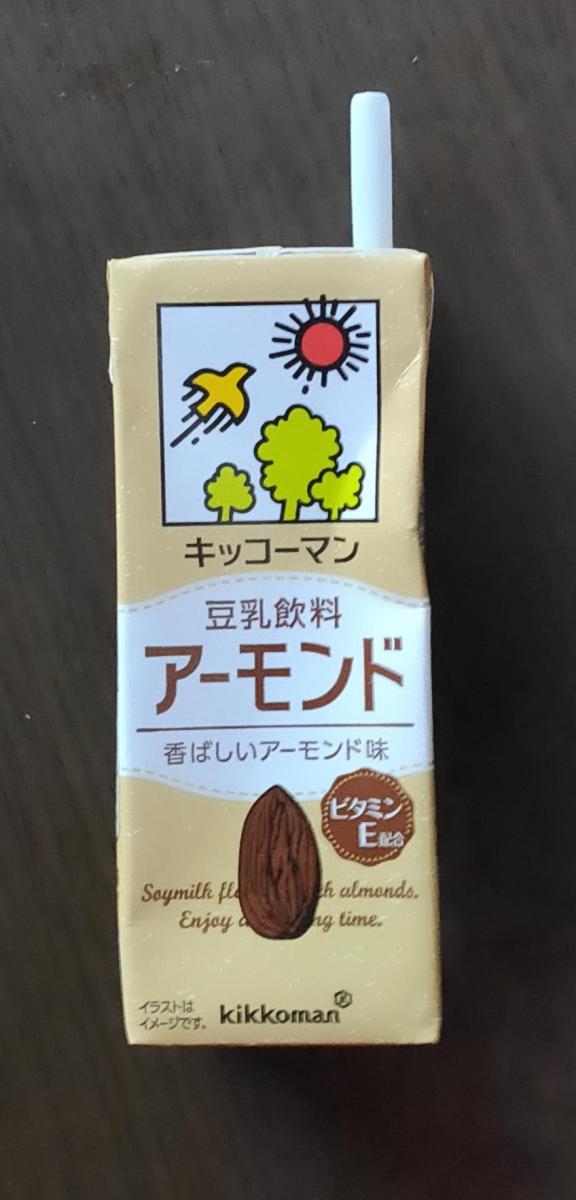 キッコーマン
豆乳飲料
アーモンド
香ばしいアーモンド味
ビタミン
E配合
Soymilk almonds.
Enjoy time.
イラストは
イメージです。
kikkoman